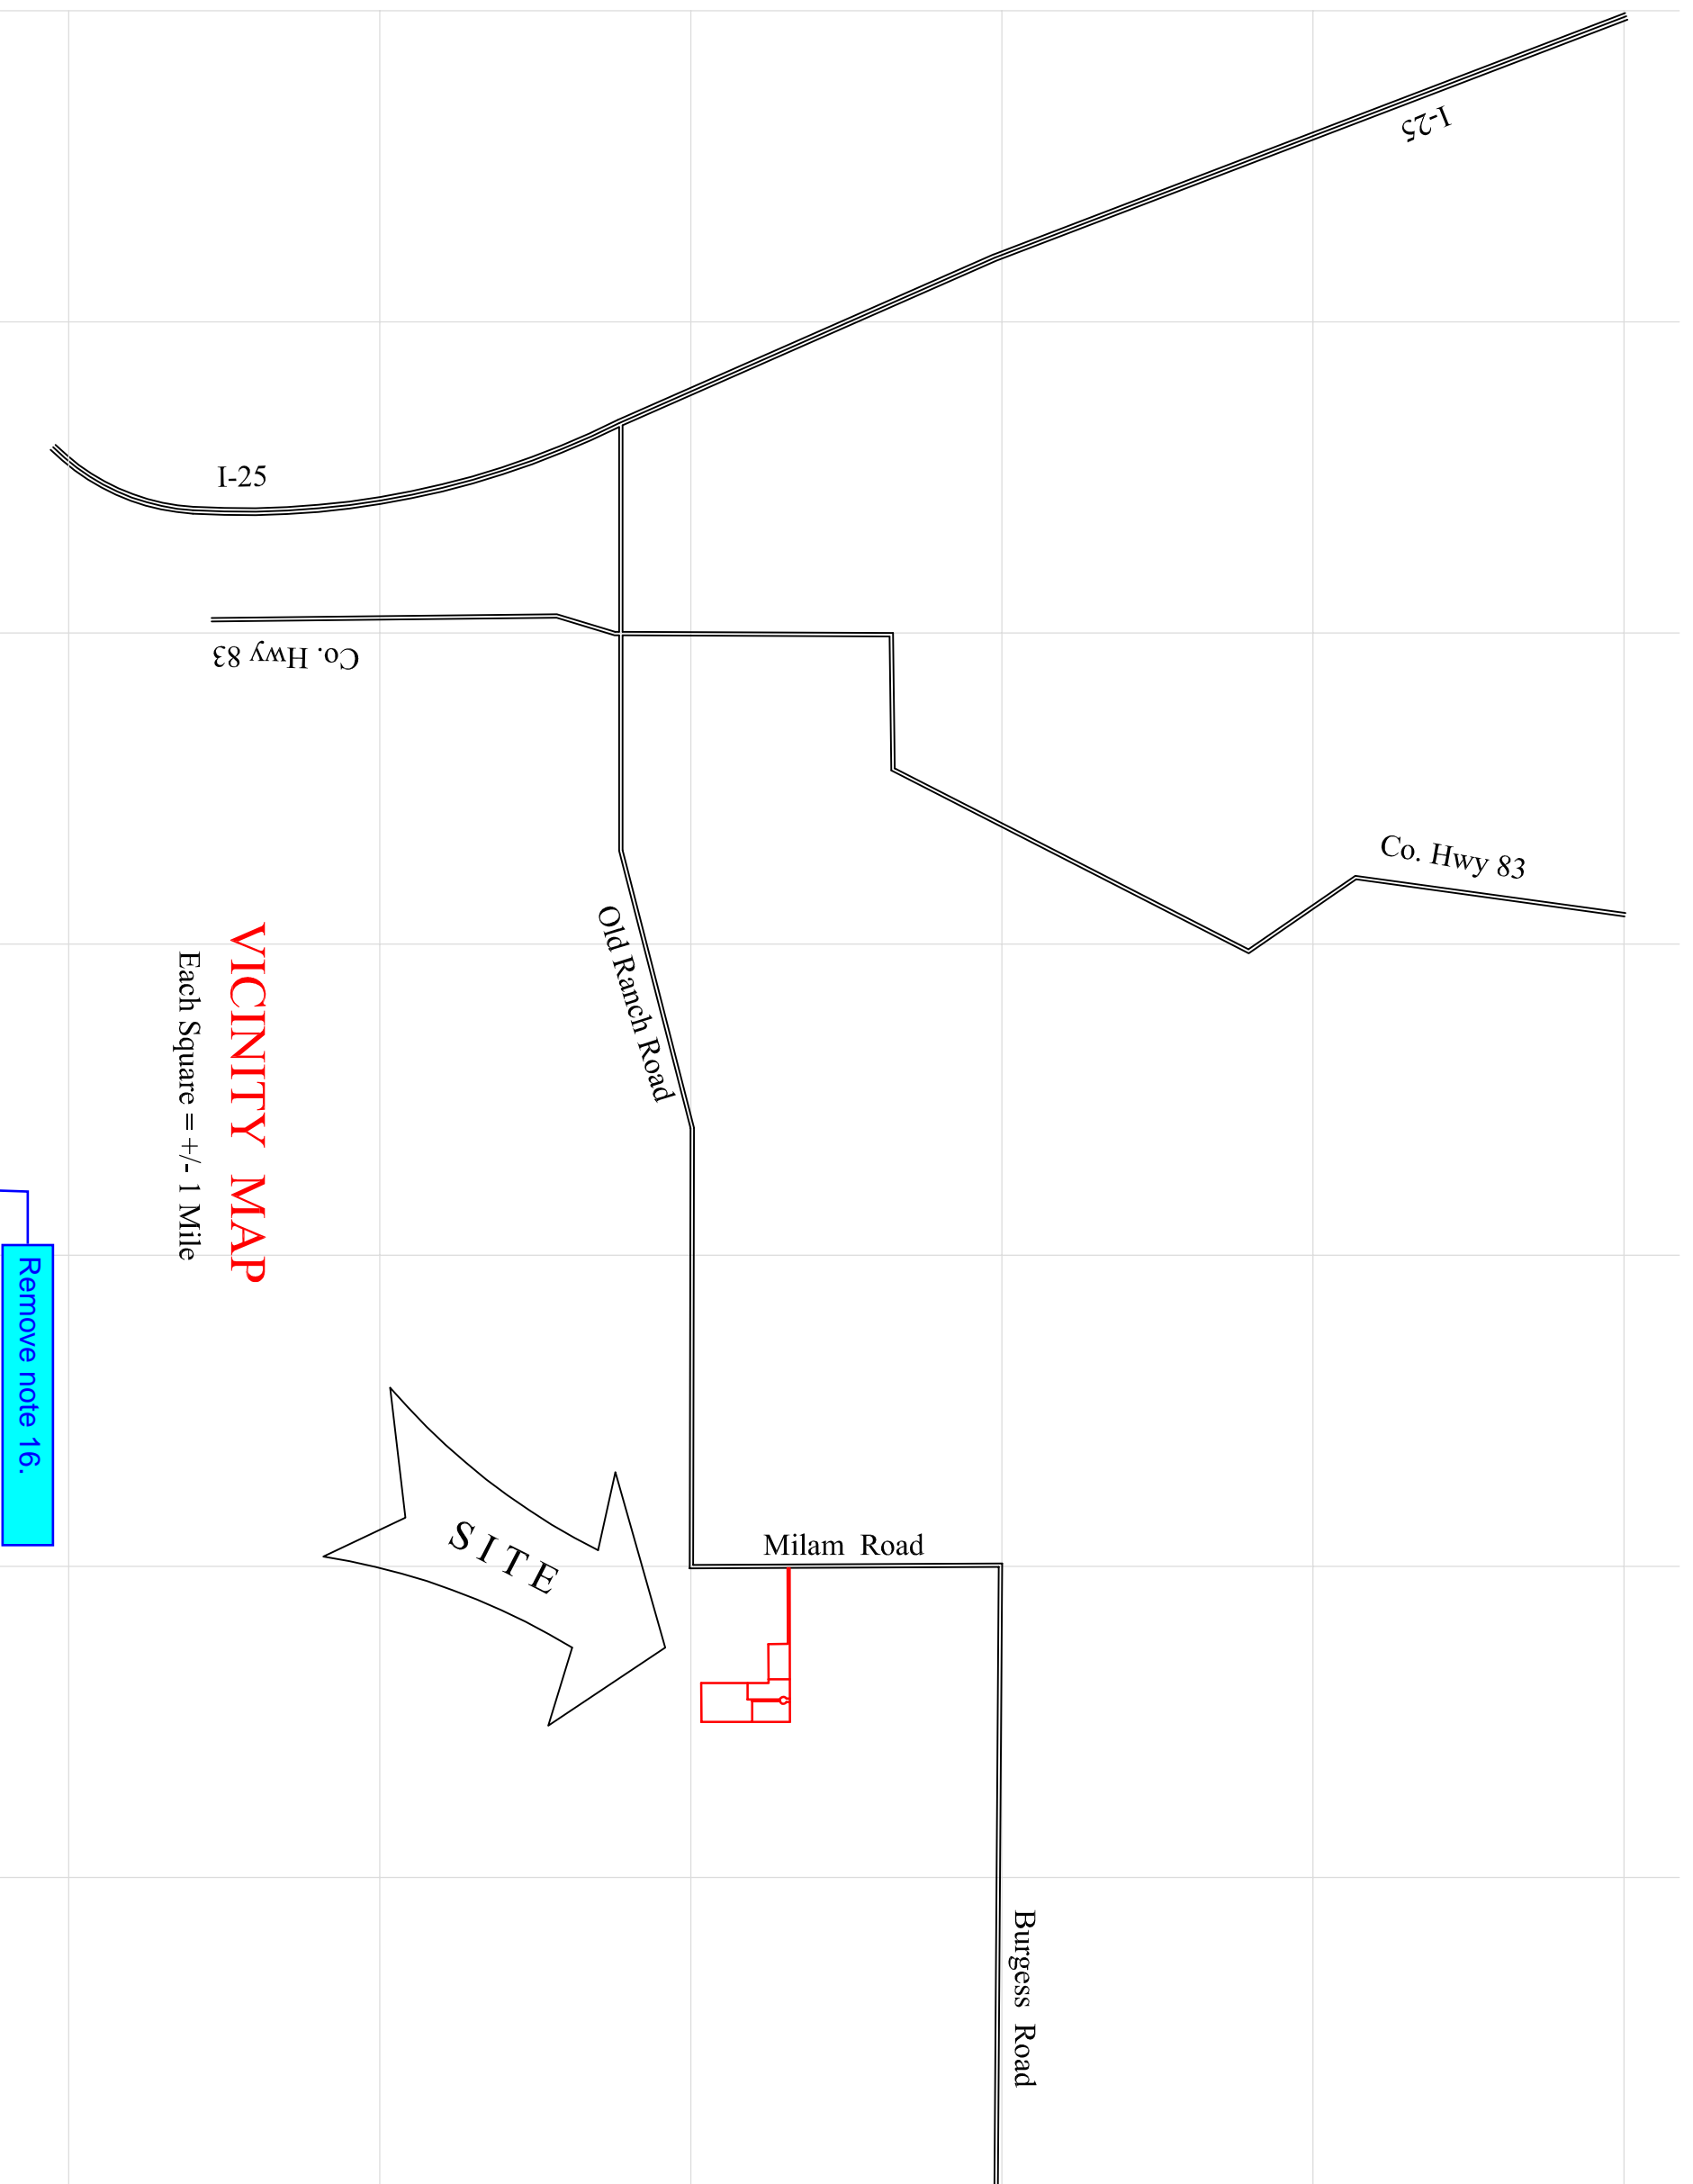 I-25
I-25
Co. Hwy 83
Co. Hwy 83
Old Ranch Road
VICINITY MAP
Each Square = +/- 1 Mile
Remove note 16.
SITE
Milam Road
Burgess Road